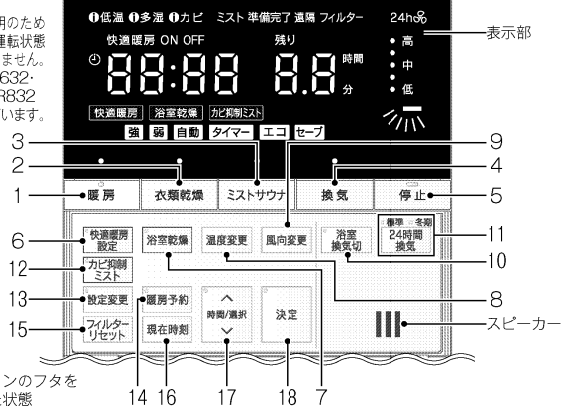 明のため
運転状態
ません。
632・
R832
います。
低温 多湿 カビ ミスト 準備完了 遠隔 フィルター 24h
快適暖房 ON OFF 残り
88:88 8.8 時間 分
高
中
低
快適暖房 浴室乾燥 カビ抑制ミスト
強 弱 自動 タイマー エコ セーブ
表示部
3
2
1
9
4
5
暖房 衣類乾燥 ミストサウナ 換気 停止
6
12
13
15
快適暖房
設定
浴室乾燥 温度変更 風向変更
浴室
換気切
標準 冬期
24時間
換気
11
10
8
カビ抑制
ミスト
設定変更 暖房予約
時間/選択
決定
フィルター
リセット
現在時刻
スピーカー
14 16 17 18 7
ンのフタを
た状態